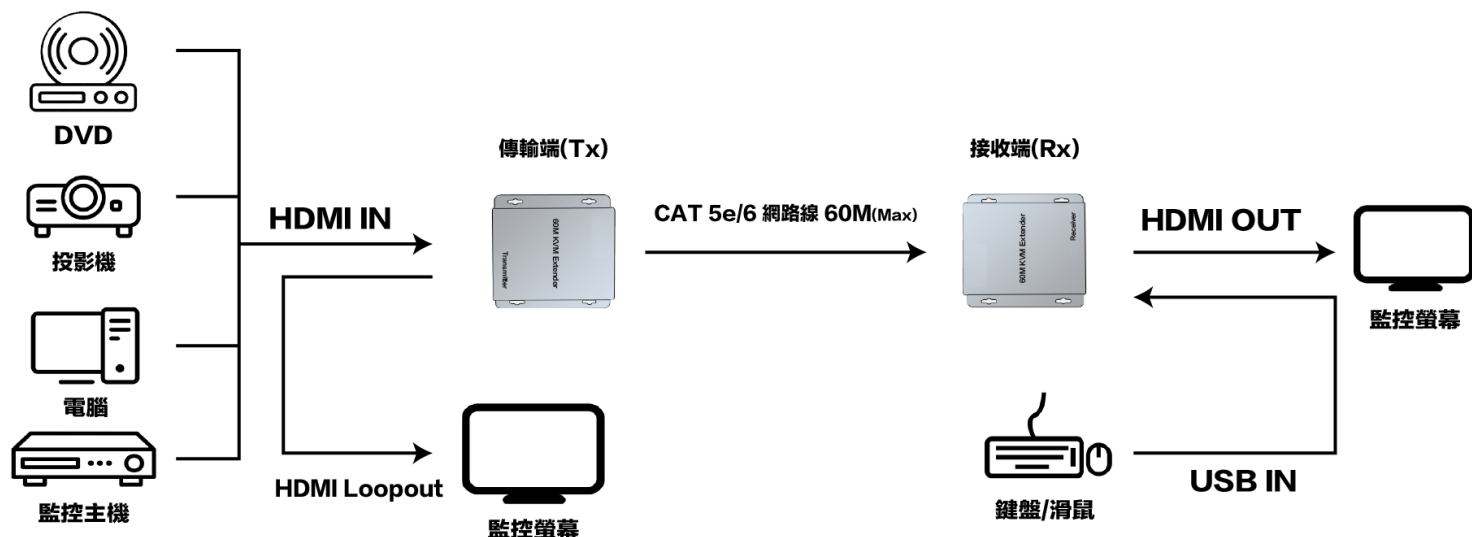 DVD
投影機
電腦
監控主機
HDMI IN
HDMI Loopout
監控螢幕
傳輸端(Tx)
60M KVM Extender
Transmitter
CAT 5e/6 網路線 60M(Max)
接收端(Rx)
60M KVM Extender
Receiver
HDMI OUT
監控螢幕
USB IN
鍵盤/滑鼠